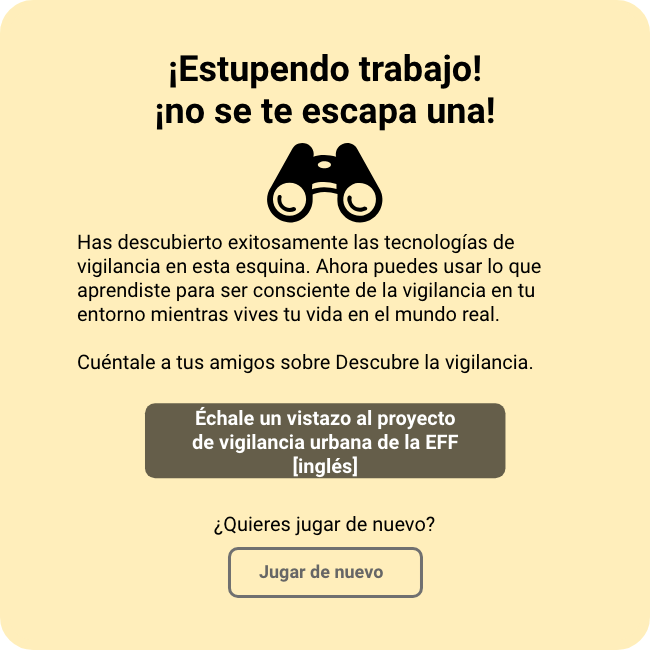 ¡Estupendo trabajo!
¡no se te escapa una!
Has descubierto exitosamente las tecnologías de
vigilancia en esta esquina. Ahora puedes usar lo que
aprendiste para ser consciente de la vigilancia en tu
entorno mientras vives tu vida en el mundo real.
Cuéntale a tus amigos sobre Descubre la vigilancia.
Échale un vistazo al proyecto
de vigilancia urbana de la EFF
[inglés]
¿Quieres jugar de nuevo?
Jugar de nuevo